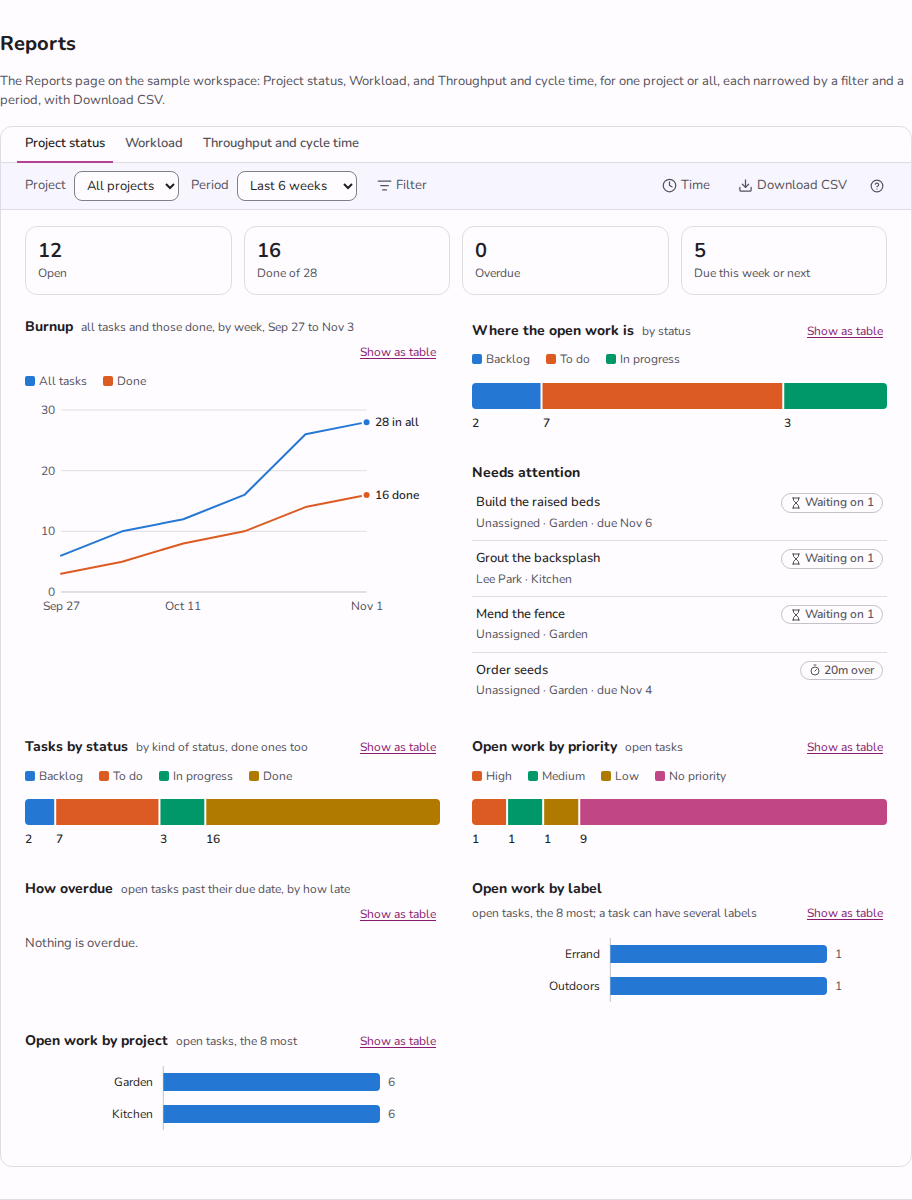 Reports
The Reports page on the sample workspace: Project status, Workload, and Throughput and cycle time, for one project or all, each narrowed by a filter and a
period, with Download CSV.
Project status Workload Throughput and cycle time
Project All projects Period Last 6 weeks Filter Time Download CSV
12
Open
16
Done of 28
0
Overdue
5
Due this week or next
Burnup all tasks and those done, by week, Sep 27 to Nov 3
Show as table
All tasks Done
30
20
10
0
28 in all
16 done
Sep 27 Oct 11 Nov 1
Where the open work is by status Show as table
Backlog To do In progress
2 7 3
Needs attention
Build the raised beds Waiting on 1
Unassigned · Garden · due Nov 6
Grout the backsplash Waiting on 1
Lee Park · Kitchen
Mend the fence Waiting on 1
Unassigned · Garden
Order seeds 20m over
Unassigned · Garden · due Nov 4
Tasks by status by kind of status, done ones too Show as table
Backlog To do In progress Done
2 7 3 16
Open work by priority open tasks Show as table
High Medium Low No priority
1 1 1 9
How overdue open tasks past their due date, by how late
Show as table
Nothing is overdue.
Open work by label
open tasks, the 8 most; a task can have several labels Show as table
Errand 1
Outdoors 1
Open work by project open tasks, the 8 most Show as table
Garden 6
Kitchen 6